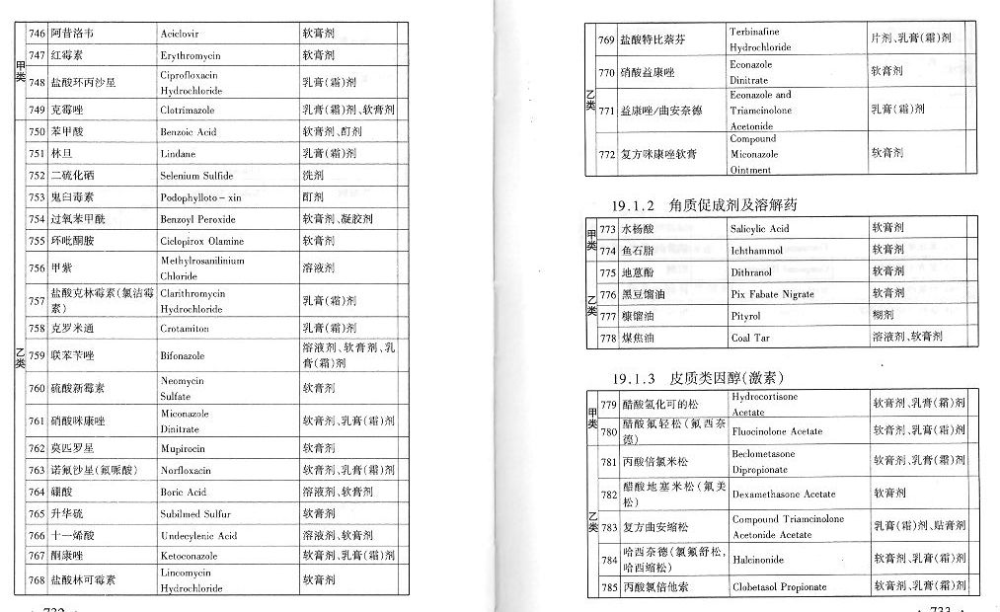 甲类
746 阿昔洛韦 Aciclovir 软膏剂
747 红霉素 Erythromycin 软膏剂
748 盐酸环丙沙星 Ciprofloxacin 乳膏(霜)剂
Hydrochloride
749 克霉唑 Clotrimazole 乳膏(霜)剂、软膏剂
乙类
750 苯甲酸 Benzoic Acid 软膏剂、酊剂
751 林旦 Lindane 乳膏(霜)剂
752 二硫化硒 Selenium Sulfide 洗剂
753 鬼臼毒素 Podophylloto－xin 酊剂
754 过氧苯甲酰 Benzoyl Peroxide 软膏剂、凝胶剂
755 环吡酮胺 Ciclopirox Olamine 软膏剂
756 甲紫 Methylrosanilinium 溶液剂
Chloride
757 盐酸克林霉素(氯洁霉 Clarithromycin 乳膏(霜)剂
素) Hydrochloride
758 克罗米通 Crotamiton 乳膏(霜)剂
759 联苯苄唑 Bifonazole 溶液剂、软膏剂、乳
膏(霜)剂
760 硫酸新霉素 Neomycin 软膏剂
Sulfate
761 硝酸咪康唑 Miconazole 软膏剂、乳膏(霜)剂
Dinitrate
762 莫匹罗星 Mupirocin 软膏剂
763 诺氟沙星(氟哌酸) Norfloxacin 软膏剂、乳膏(霜)剂
764 硼酸 Boric Acid 溶液剂、软膏剂
765 升华硫 Subilmed Sulfur 软膏剂
766 十一烯酸 Undecylenic Acid 溶液剂、软膏剂
767 酮康唑 Ketoconazole 软膏剂、乳膏(霜)剂
768 盐酸林可霉素 Lincomycin 软膏剂
Hydrochloride
· 732 ·
乙类
769 盐酸特比萘芬 Terbinafine 片剂、乳膏(霜)剂
Hydrochloride
770 硝酸益康唑 Econazole 软膏剂
Dinitrate
771 益康唑/曲安奈德 Econazole and 乳膏(霜)剂
Triamcinolone
Acetonide
772 复方咪康唑软膏 Compound 软膏剂
Miconazole
Ointment
19.1.2 角质促成剂及溶解药
甲类
773 水杨酸 Salicylic Acid 软膏剂
774 鱼石脂 Ichthammol 软膏剂
乙类
775 地蒽酚 Dithranol 软膏剂
776 黑豆馏油 Pix Fabate Nigrate 软膏剂
777 糠馏油 Pityrol 糊剂
778 煤焦油 Coal Tar 溶液剂、软膏剂
19.1.3 皮质类因醇(激素)
甲类
779 醋酸氢化可的松 Hydrocortisone 软膏剂、乳膏(霜)剂
Acetate
780 醋酸氟轻松(氟西奈 Fluocinolone Acetate 软膏剂、乳膏(霜)剂
德)
乙类
781 丙酸倍氯米松 Beclometasone 软膏剂、乳膏(霜)剂
Dipropionate
782 醋酸地塞米松(氟美 Dexamethasone Acetate 软膏剂
松)
783 复方曲安缩松 Compound Triamcinolone 乳膏(霜)剂、贴膏剂
Acetonide Acetate
784 哈西奈德(氯氟舒松, Halcinonide 软膏剂、乳膏(霜)剂
哈西缩松)
785 丙酸氯倍他索 Clobetasol Propionate 软膏剂、乳膏(霜)剂
· 733 ·